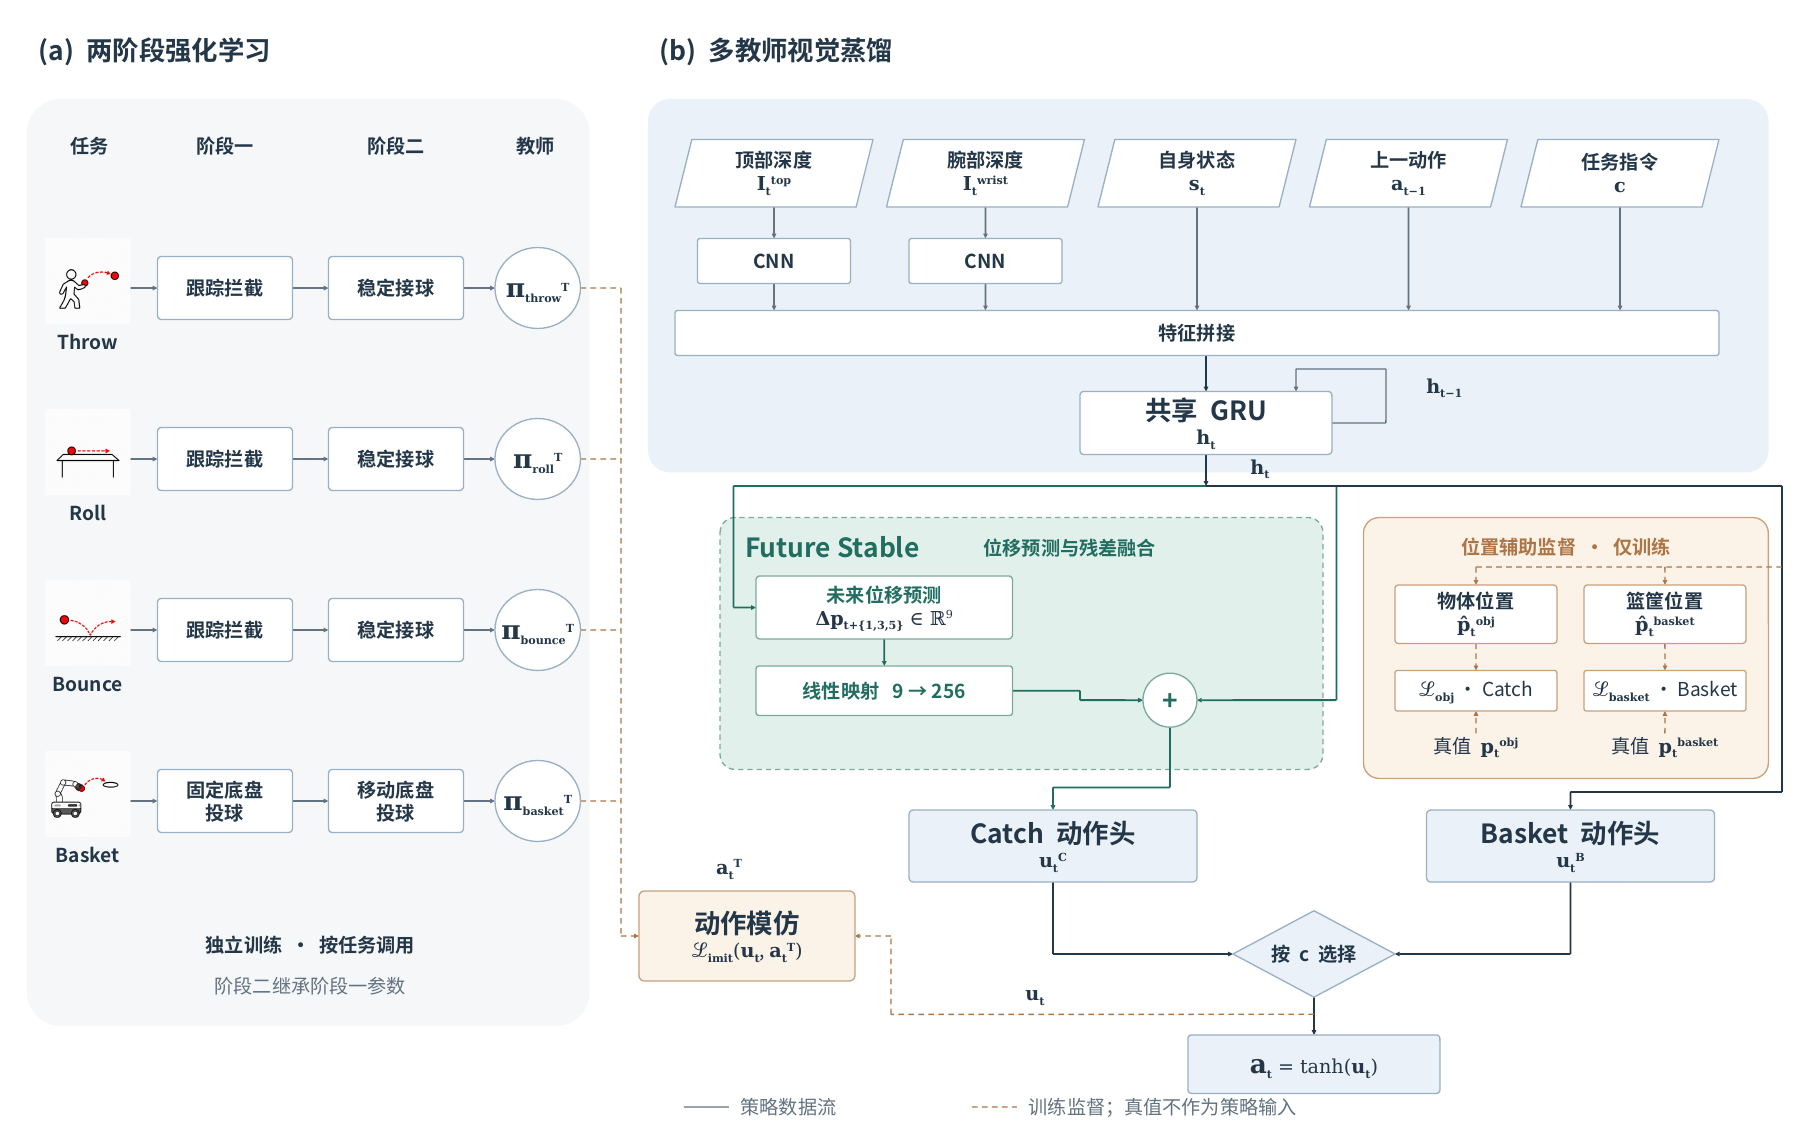 (a) 两阶段强化学习
任务 阶段一 阶段二 教师
跟踪拦截 稳定接球 π_throw^T
Throw
跟踪拦截 稳定接球 π_roll^T
Roll
跟踪拦截 稳定接球 π_bounce^T
Bounce
固定底盘
投球
移动底盘
投球
π_basket^T
Basket
独立训练 · 按任务调用
阶段二继承阶段一参数
(b) 多教师视觉蒸馏
顶部深度
I_t^top
腕部深度
I_t^wrist
自身状态
s_t
上一动作
a_{t−1}
任务指令
c
CNN CNN
特征拼接
共享 GRU
h_t
h_{t−1}
h_t
Future Stable 位移预测与残差融合
未来位移预测
Δp_{t+{1,3,5}} ∈ ℝ^9
线性映射 9→256
+
位置辅助监督 · 仅训练
物体位置
p̂_t^obj
篮筐位置
p̂_t^basket
ℒ_obj · Catch
ℒ_basket · Basket
真值 p_t^obj
真值 p_t^basket
Catch 动作头
u_t^C
Basket 动作头
u_t^B
a_t^T
动作模仿
ℒ_imit(u_t, a_t^T)
按 c 选择
u_t
a_t = tanh(u_t)
策略数据流
训练监督；真值不作为策略输入